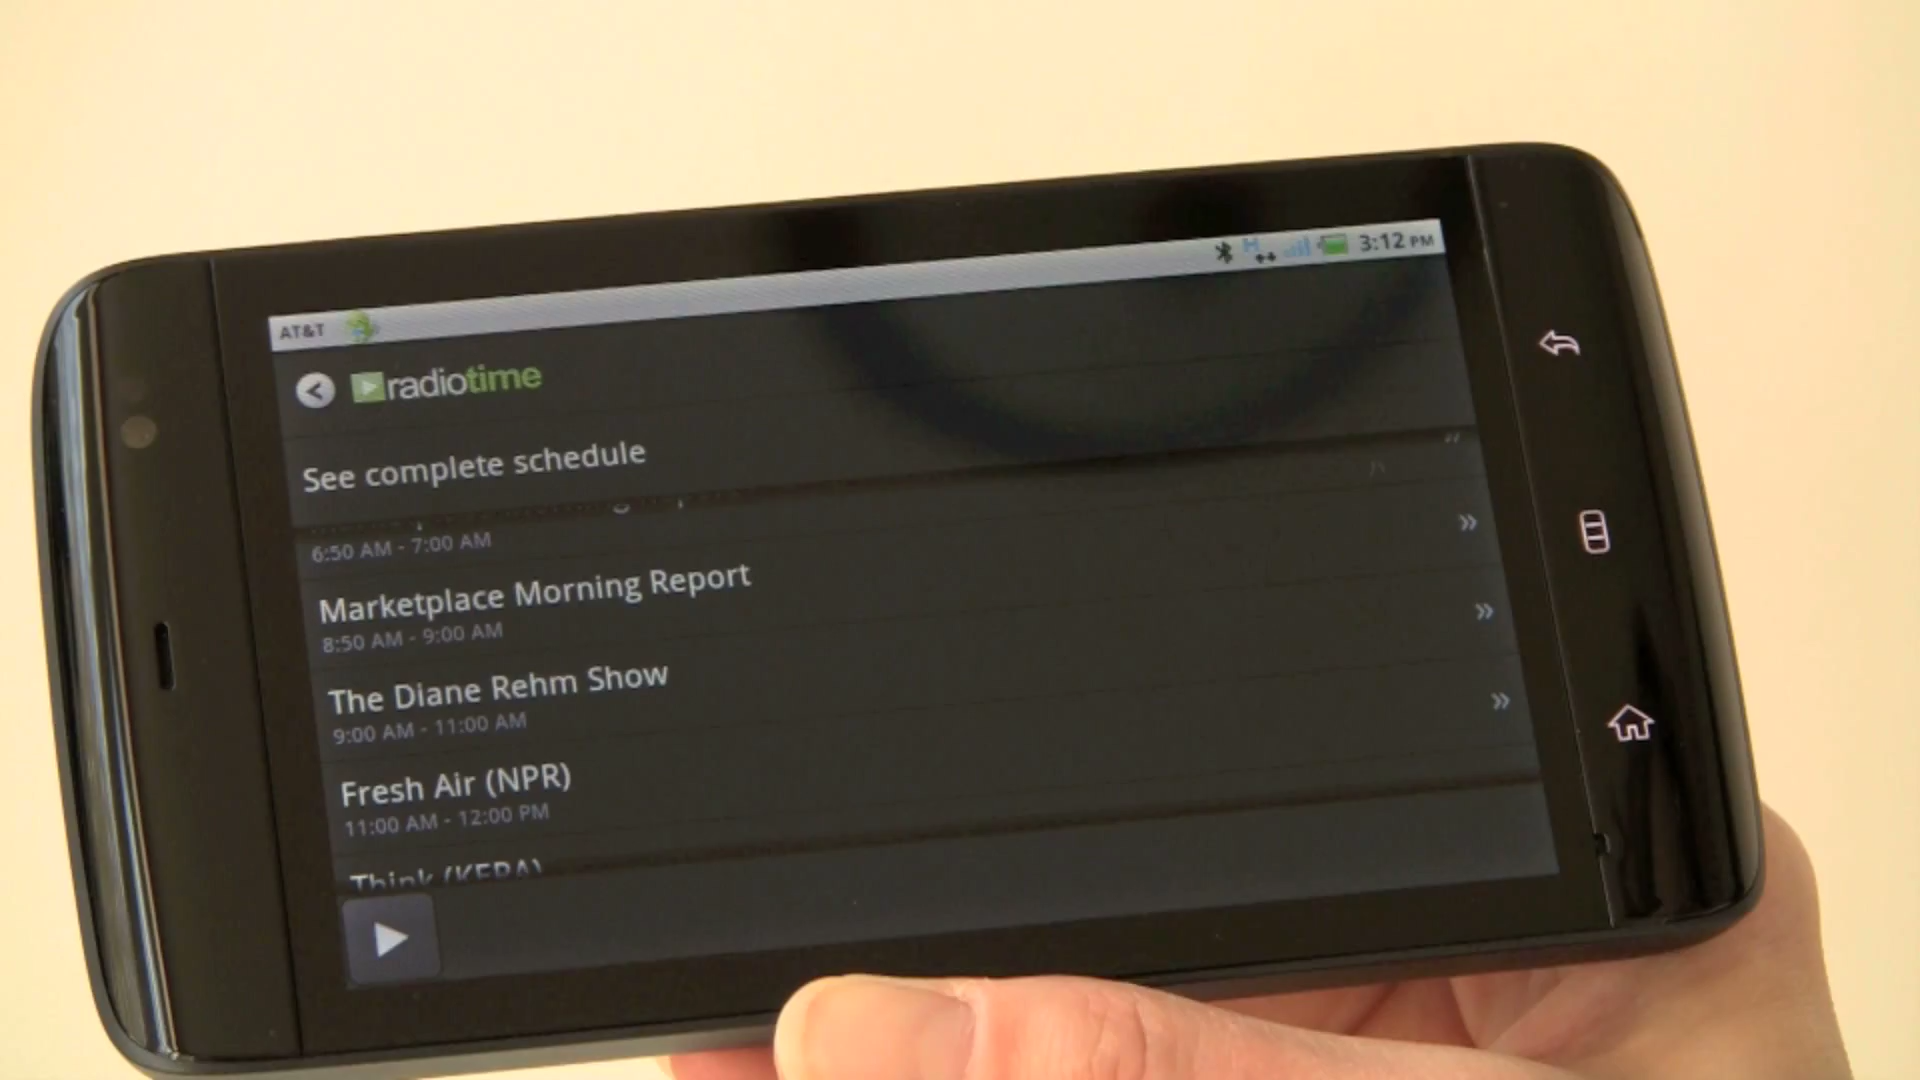 AT&T
H
3:12 PM
radiotime
See complete schedule
6:50 AM - 7:00 AM
Marketplace Morning Report
8:50 AM - 9:00 AM
The Diane Rehm Show
9:00 AM - 11:00 AM
Fresh Air (NPR)
11:00 AM - 12:00 PM
Think (KERA)